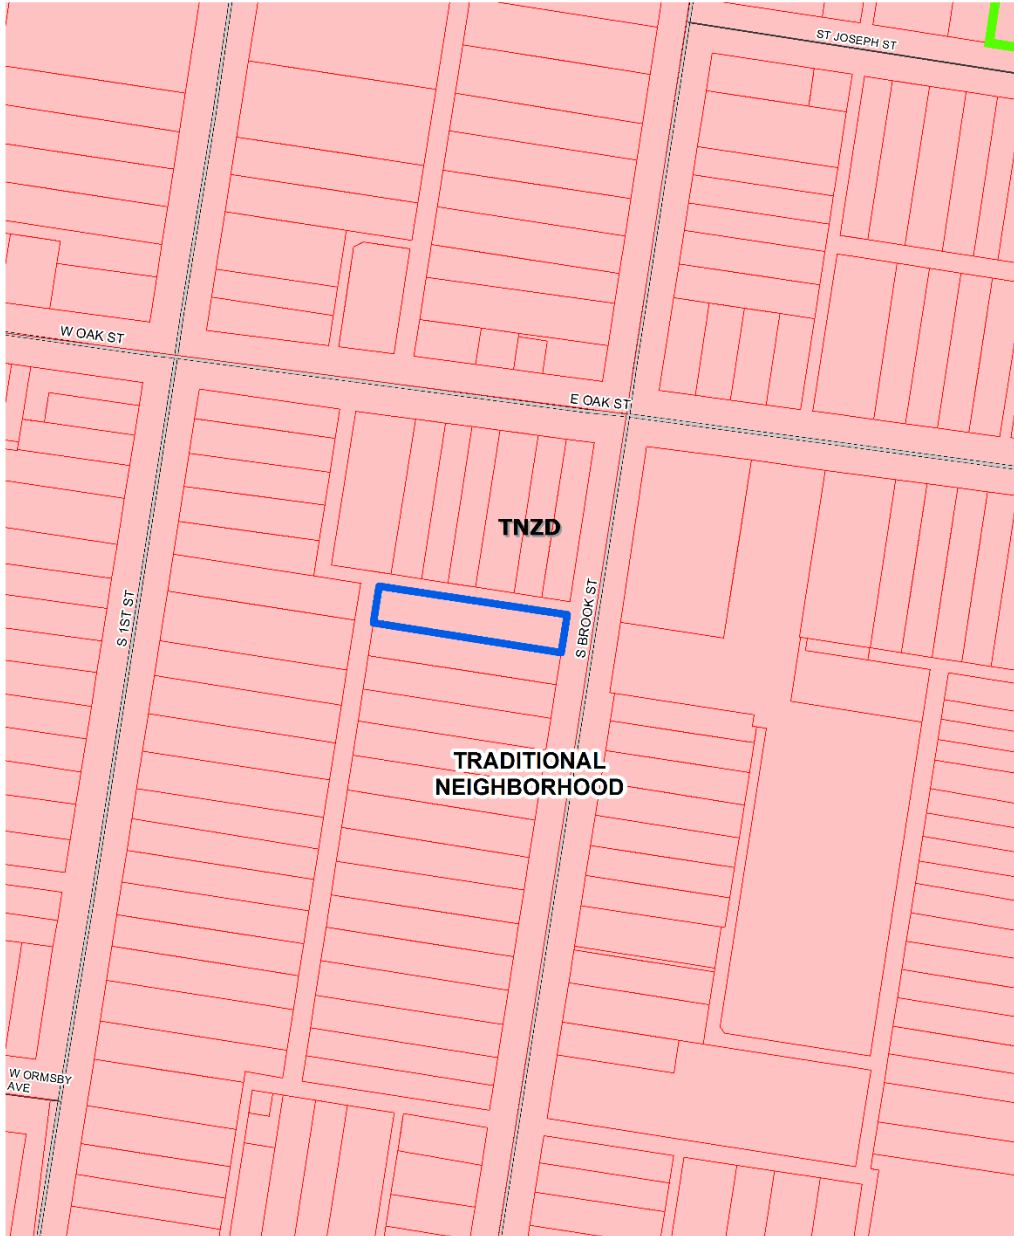 ST JOSEPH ST
W OAK ST
E OAK ST
TNZD
S 1ST ST
S BROOK ST
TRADITIONAL
NEIGHBORHOOD
W ORMSBY
AVE